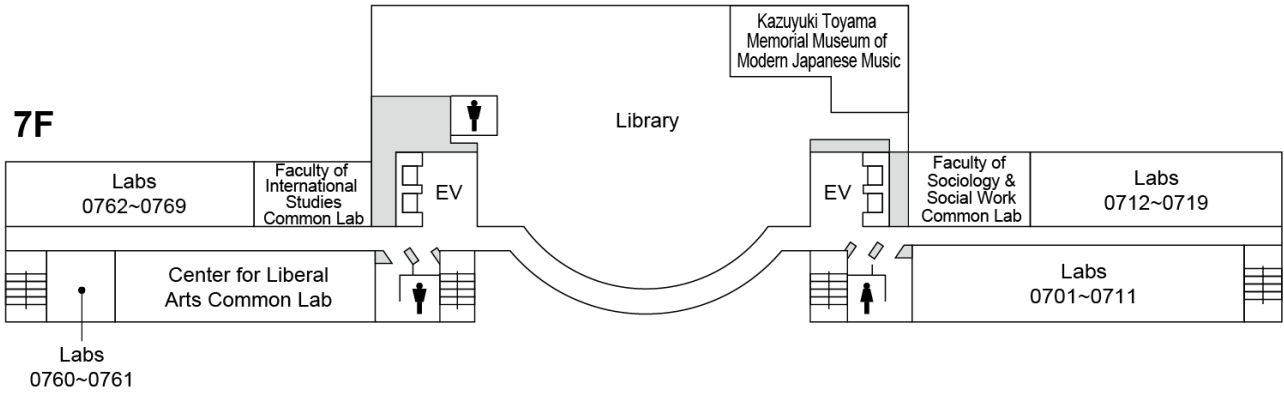 Kazuyuki Toyama
Memorial Museum of
Modern Japanese Music
7F
Library
Labs
0762~0769
Faculty of
International
Studies
Common Lab
EV
EV
Faculty of
Sociology &
Social Work
Common Lab
Labs
0712~0719
Center for Liberal
Arts Common Lab
Labs
0701~0711
Labs
0760~0761